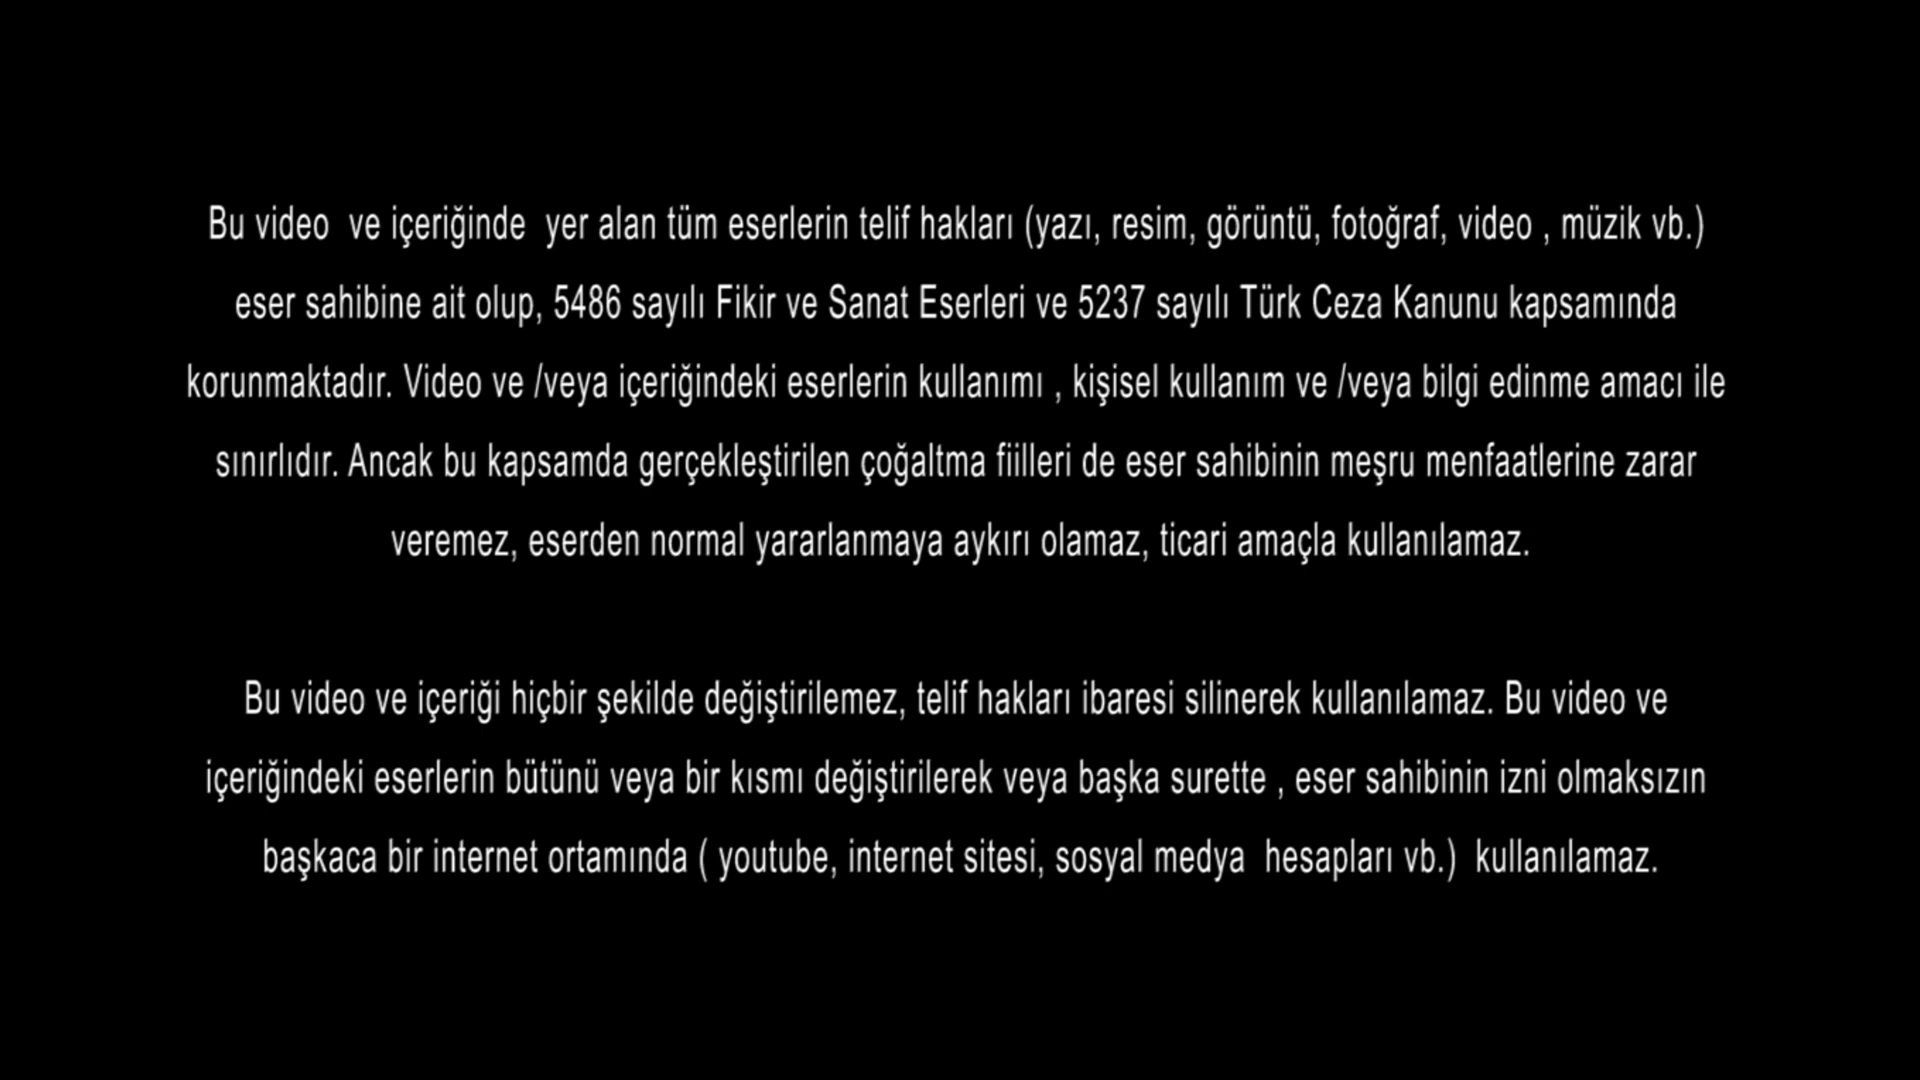 Bu video ve içeriğinde yer alan tüm eserlerin telif hakları (yazı, resim, görüntü, fotoğraf, video , müzik vb.)
eser sahibine ait olup, 5486 sayılı Fikir ve Sanat Eserleri ve 5237 sayılı Türk Ceza Kanunu kapsamında
korunmaktadır. Video ve /veya içeriğindeki eserlerin kullanımı , kişisel kullanım ve /veya bilgi edinme amacı ile
sınırlıdır. Ancak bu kapsamda gerçekleştirilen çoğaltma fiilleri de eser sahibinin meşru menfaatlerine zarar
veremez, eserden normal yararlanmaya aykırı olamaz, ticari amaçla kullanılamaz.
Bu video ve içeriği hiçbir şekilde değiştirilemez, telif hakları ibaresi silinerek kullanılamaz. Bu video ve
içeriğindeki eserlerin bütünü veya bir kısmı değiştirilerek veya başka surette , eser sahibinin izni olmaksızın
başkaca bir internet ortamında ( youtube, internet sitesi, sosyal medya hesapları vb.) kullanılamaz.